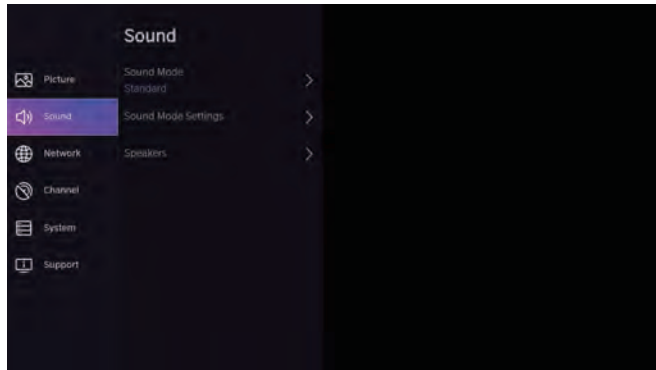 Sound
Picture
Sound
Network
Channel
System
Support
Sound Mode
Standard
Sound Mode Settings
Speakers